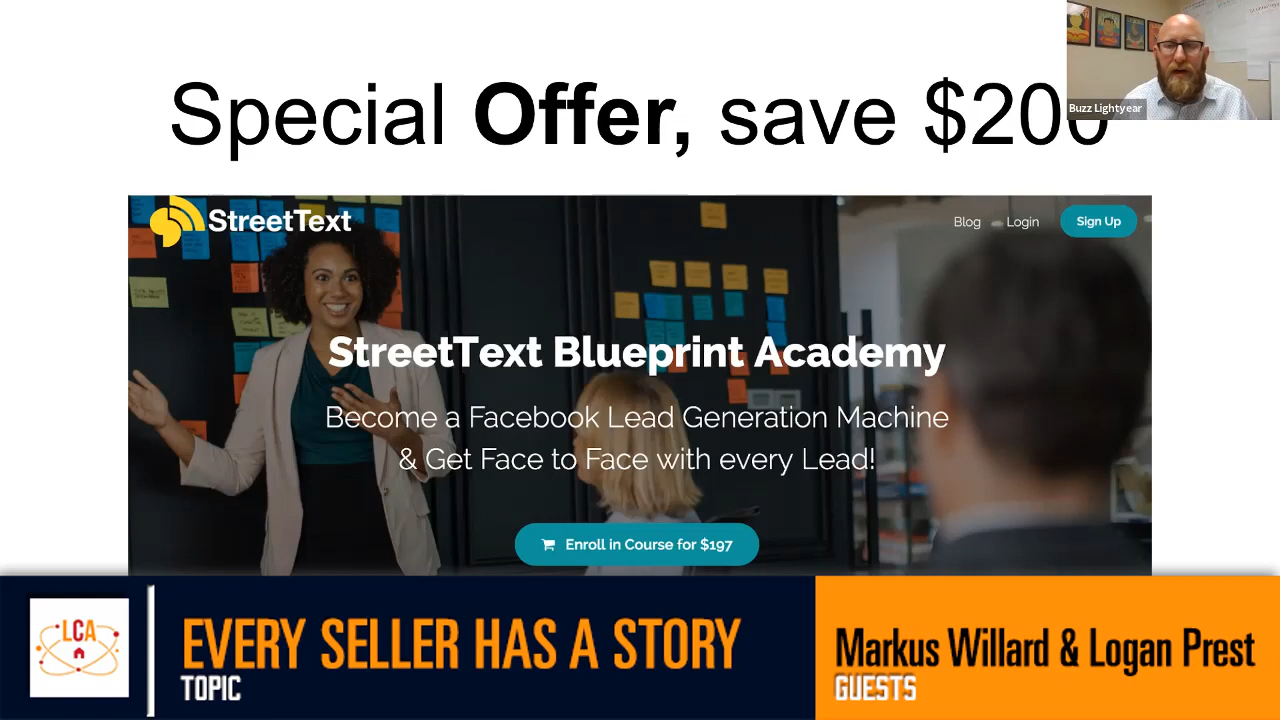 Special Offer, save $200
Buzz Lightyear
StreetText
Blog
Login
Sign Up
StreetText Blueprint Academy
Become a Facebook Lead Generation Machine
& Get Face to Face with every Lead!
Enroll in Course for $197
LCA
EVERY SELLER HAS A STORY
TOPIC
Markus Willard & Logan Prest
GUESTS